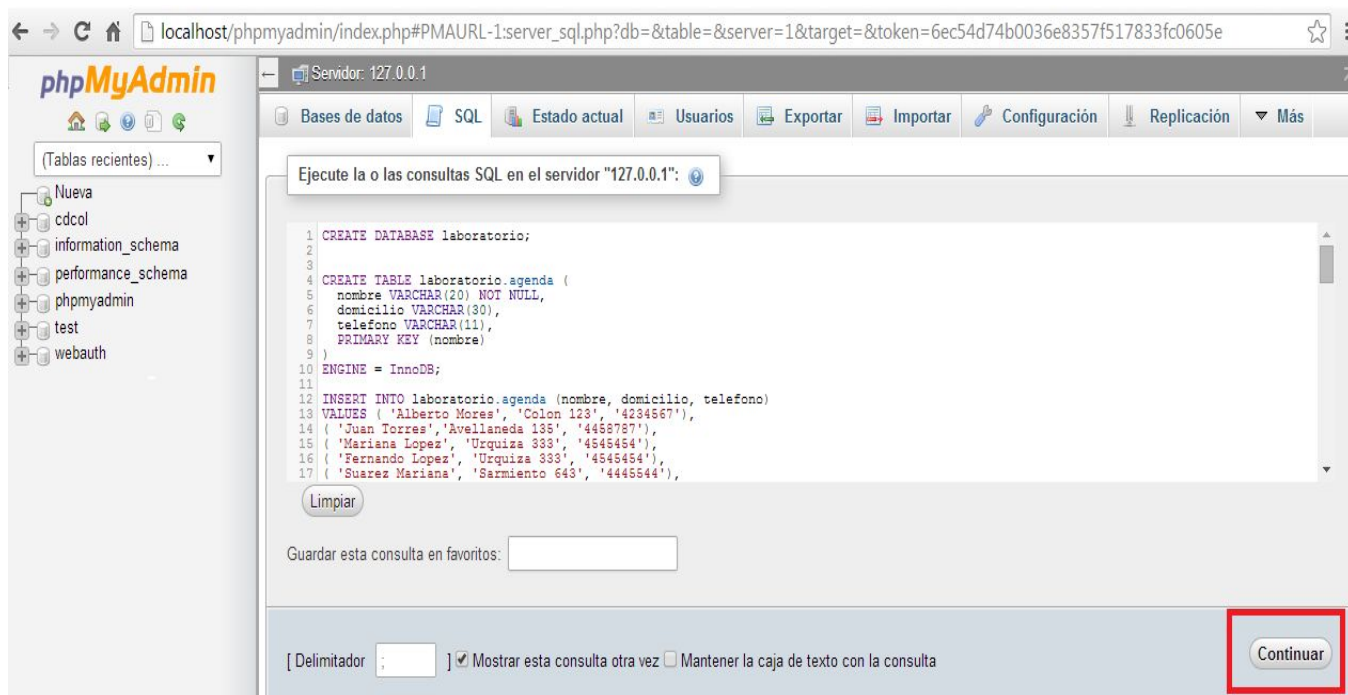 localhost/phpmyadmin/index.php#PMAURL-1:server_sql.php?db=&table=&server=1&target=&token=6ec54d74b0036e8357f517833fc0605e
phpMyAdmin
(Tablas recientes) ...
Nueva
cdcol
information_schema
performance_schema
phpmyadmin
test
webauth
Servidor: 127.0.0.1
Bases de datos SQL Estado actual Usuarios Exportar Importar Configuración Replicación Más
Ejecute la o las consultas SQL en el servidor "127.0.0.1":
1 CREATE DATABASE laboratorio;
2
3
4 CREATE TABLE laboratorio.agenda (
5 nombre VARCHAR(20) NOT NULL,
6 domicilio VARCHAR(30),
7 telefono VARCHAR(11),
8 PRIMARY KEY (nombre)
9 )
10 ENGINE = InnoDB;
11
12 INSERT INTO laboratorio.agenda (nombre, domicilio, telefono)
13 VALUES ( 'Alberto Mores', 'Colon 123', '4234567'),
14 ( 'Juan Torres','Avellaneda 135', '4458787'),
15 ( 'Mariana Lopez', 'Urquiza 333', '4545454'),
16 ( 'Fernando Lopez', 'Urquiza 333', '4545454'),
17 ( 'Suarez Mariana', 'Sarmiento 643', '4445544'),
Limpiar
Guardar esta consulta en favoritos:
[ Delimitador ; ] Mostrar esta consulta otra vez Mantener la caja de texto con la consulta
Continuar